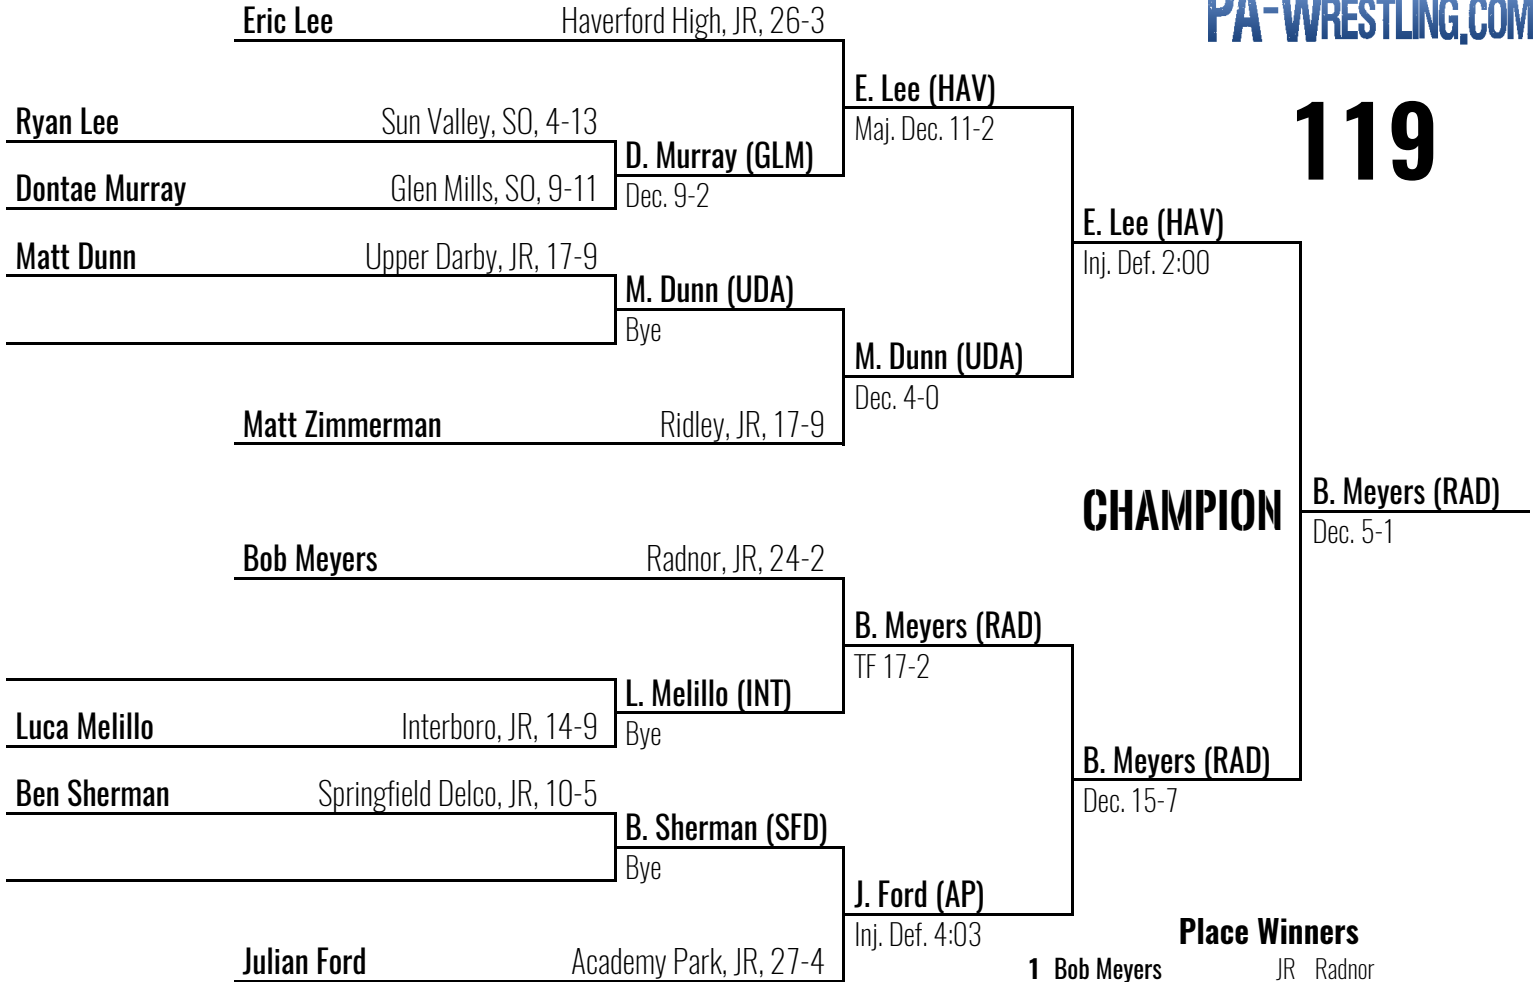 PA-WRESTLING.COM
119
Eric Lee Haverford High, JR, 26-3
E. Lee (HAV)
Maj. Dec. 11-2
Ryan Lee Sun Valley, SO, 4-13
D. Murray (GLM)
Dec. 9-2
Dontae Murray Glen Mills, SO, 9-11
E. Lee (HAV)
Inj. Def. 2:00
Matt Dunn Upper Darby, JR, 17-9
M. Dunn (UDA)
Bye
M. Dunn (UDA)
Dec. 4-0
Matt Zimmerman Ridley, JR, 17-9
CHAMPION
B. Meyers (RAD)
Dec. 5-1
Bob Meyers Radnor, JR, 24-2
B. Meyers (RAD)
TF 17-2
L. Melillo (INT)
Bye
Luca Melillo Interboro, JR, 14-9
B. Meyers (RAD)
Dec. 15-7
Ben Sherman Springfield Delco, JR, 10-5
B. Sherman (SFD)
Bye
J. Ford (AP)
Inj. Def. 4:03
Julian Ford Academy Park, JR, 27-4
Place Winners
1 Bob Meyers JR Radnor